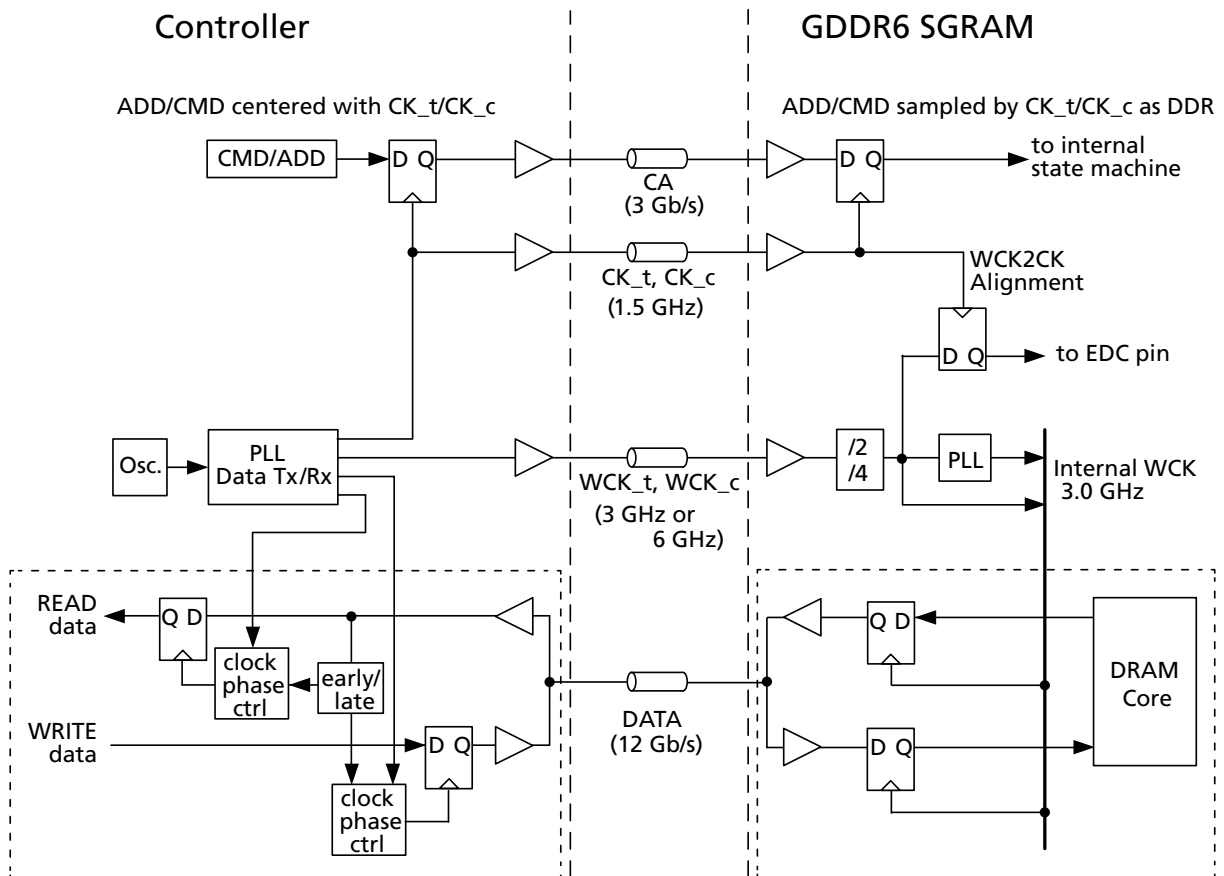 Controller
GDDR6 SGRAM
ADD/CMD centered with CK_t/CK_c
ADD/CMD sampled by CK_t/CK_c as DDR
CMD/ADD
D Q
D Q
to internal
state machine
CA
(3 Gb/s)
CK_t, CK_c
(1.5 GHz)
WCK2CK
Alignment
D Q
to EDC pin
Osc.
PLL
Data Tx/Rx
WCK_t, WCK_c
(3 GHz or
6 GHz)
/2
/4
PLL
Internal WCK
3.0 GHz
READ
data
Q D
clock
phase
ctrl
early/
late
WRITE
data
D Q
clock
phase
ctrl
DATA
(12 Gb/s)
Q D
D Q
DRAM
Core